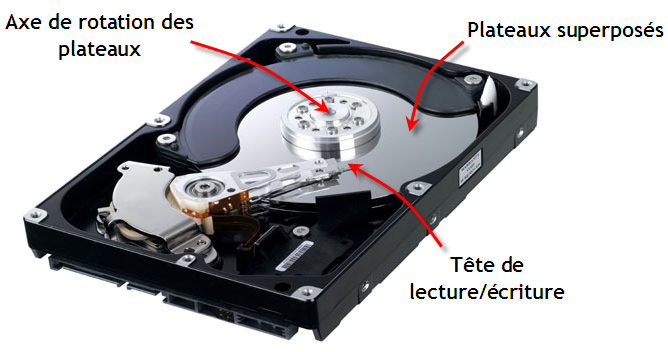 Axe de rotation des
plateaux
Plateaux superposés
Tête de
lecture/écriture